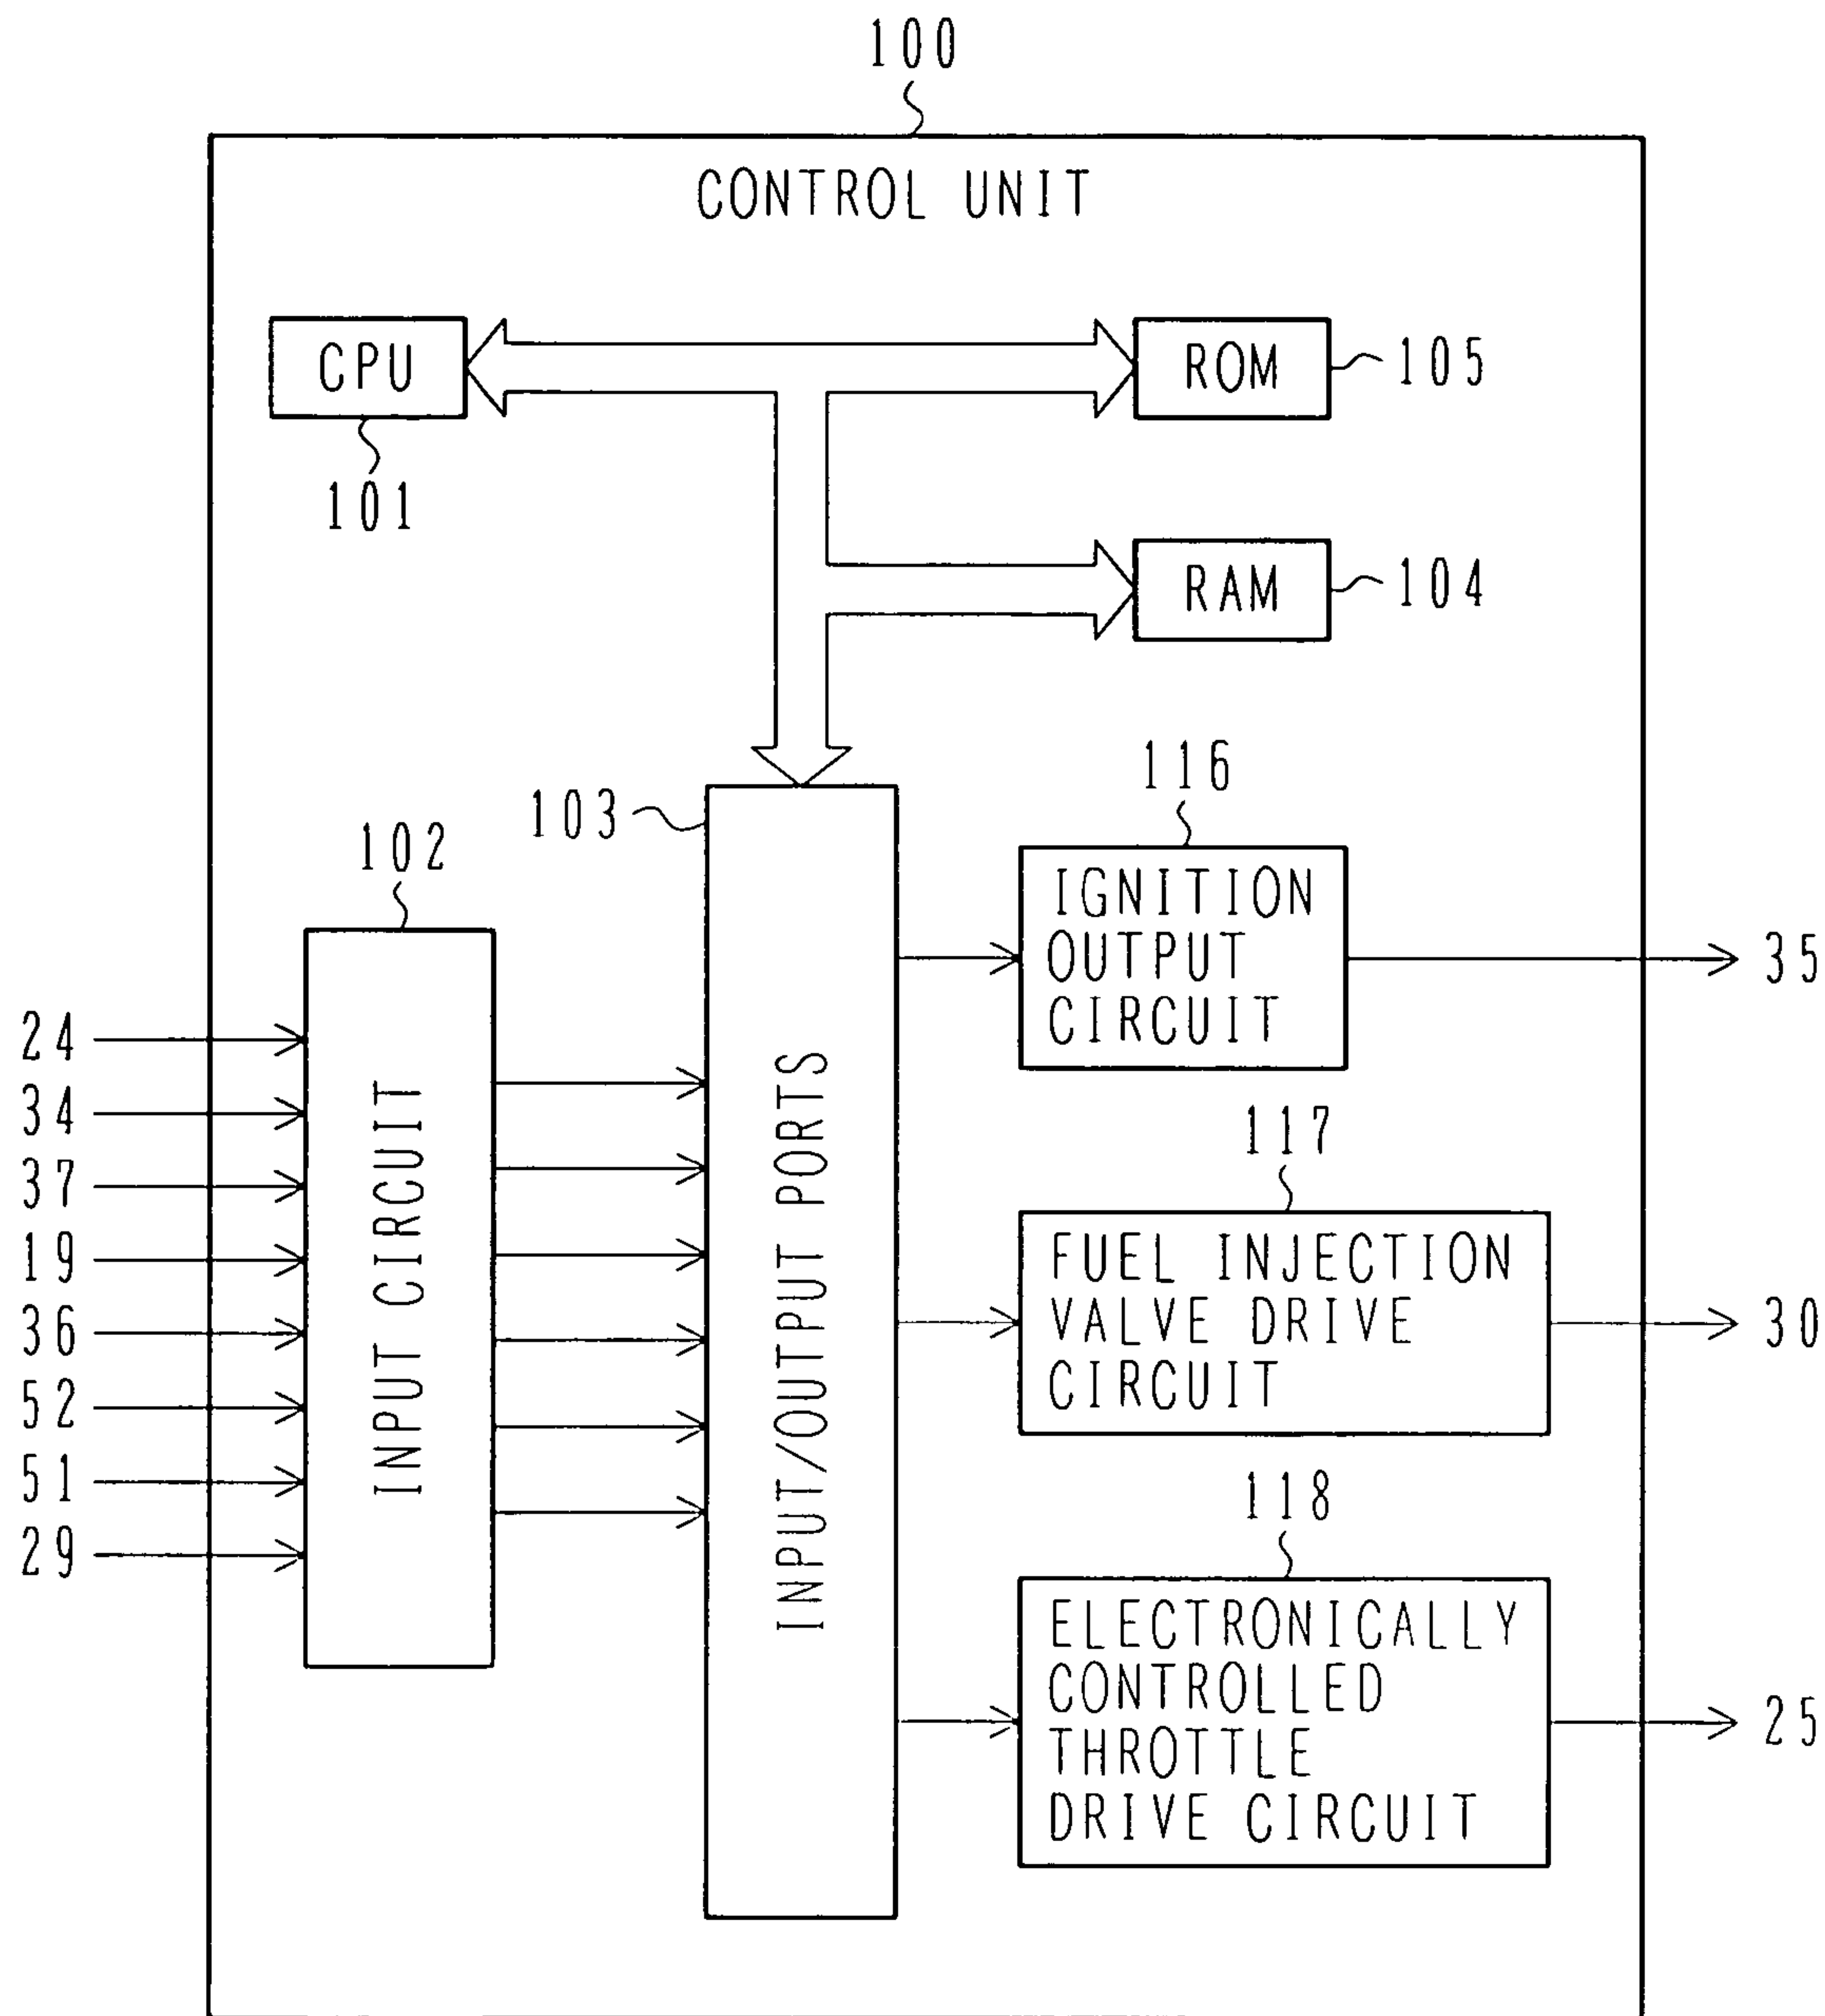 100
CONTROL UNIT
CPU
101
ROM
105
RAM
104
103
102
116
IGNITION
OUTPUT
CIRCUIT
35
24
34
37
19
36
52
51
29
INPUT CIRCUIT
INPUT/OUTPUT PORTS
117
FUEL INJECTION
VALVE DRIVE
CIRCUIT
30
118
ELECTRONICALLY
CONTROLLED
THROTTLE
DRIVE CIRCUIT
25